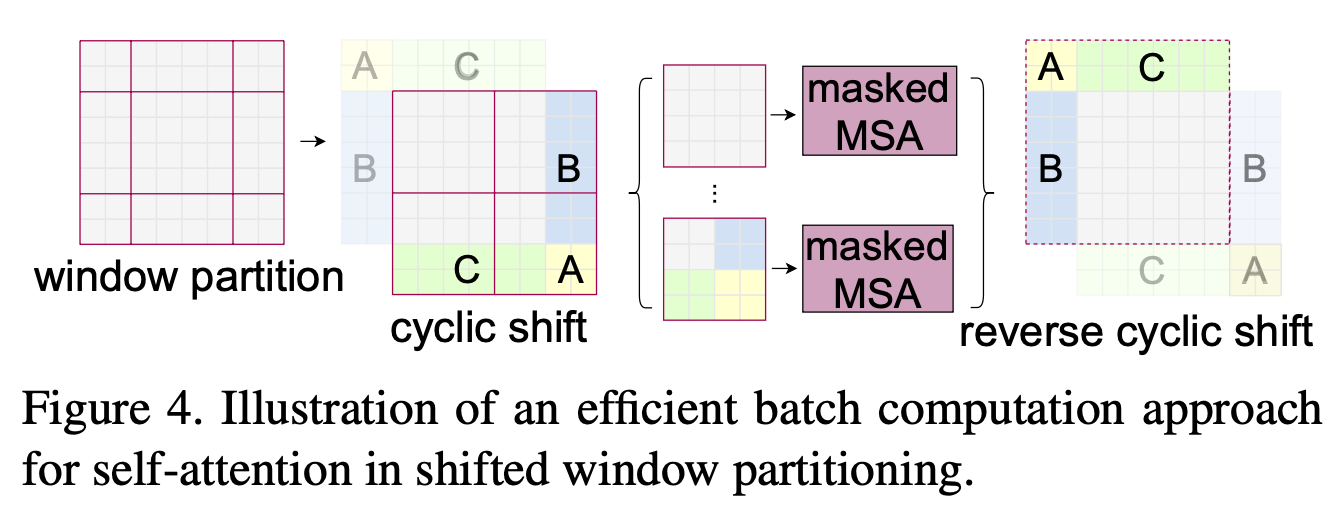 A
C
B
B
C
A
window partition
cyclic shift
masked
MSA
⋮
masked
MSA
A
C
B
B
C
A
reverse cyclic shift
Figure 4. Illustration of an efficient batch computation approach
for self-attention in shifted window partitioning.